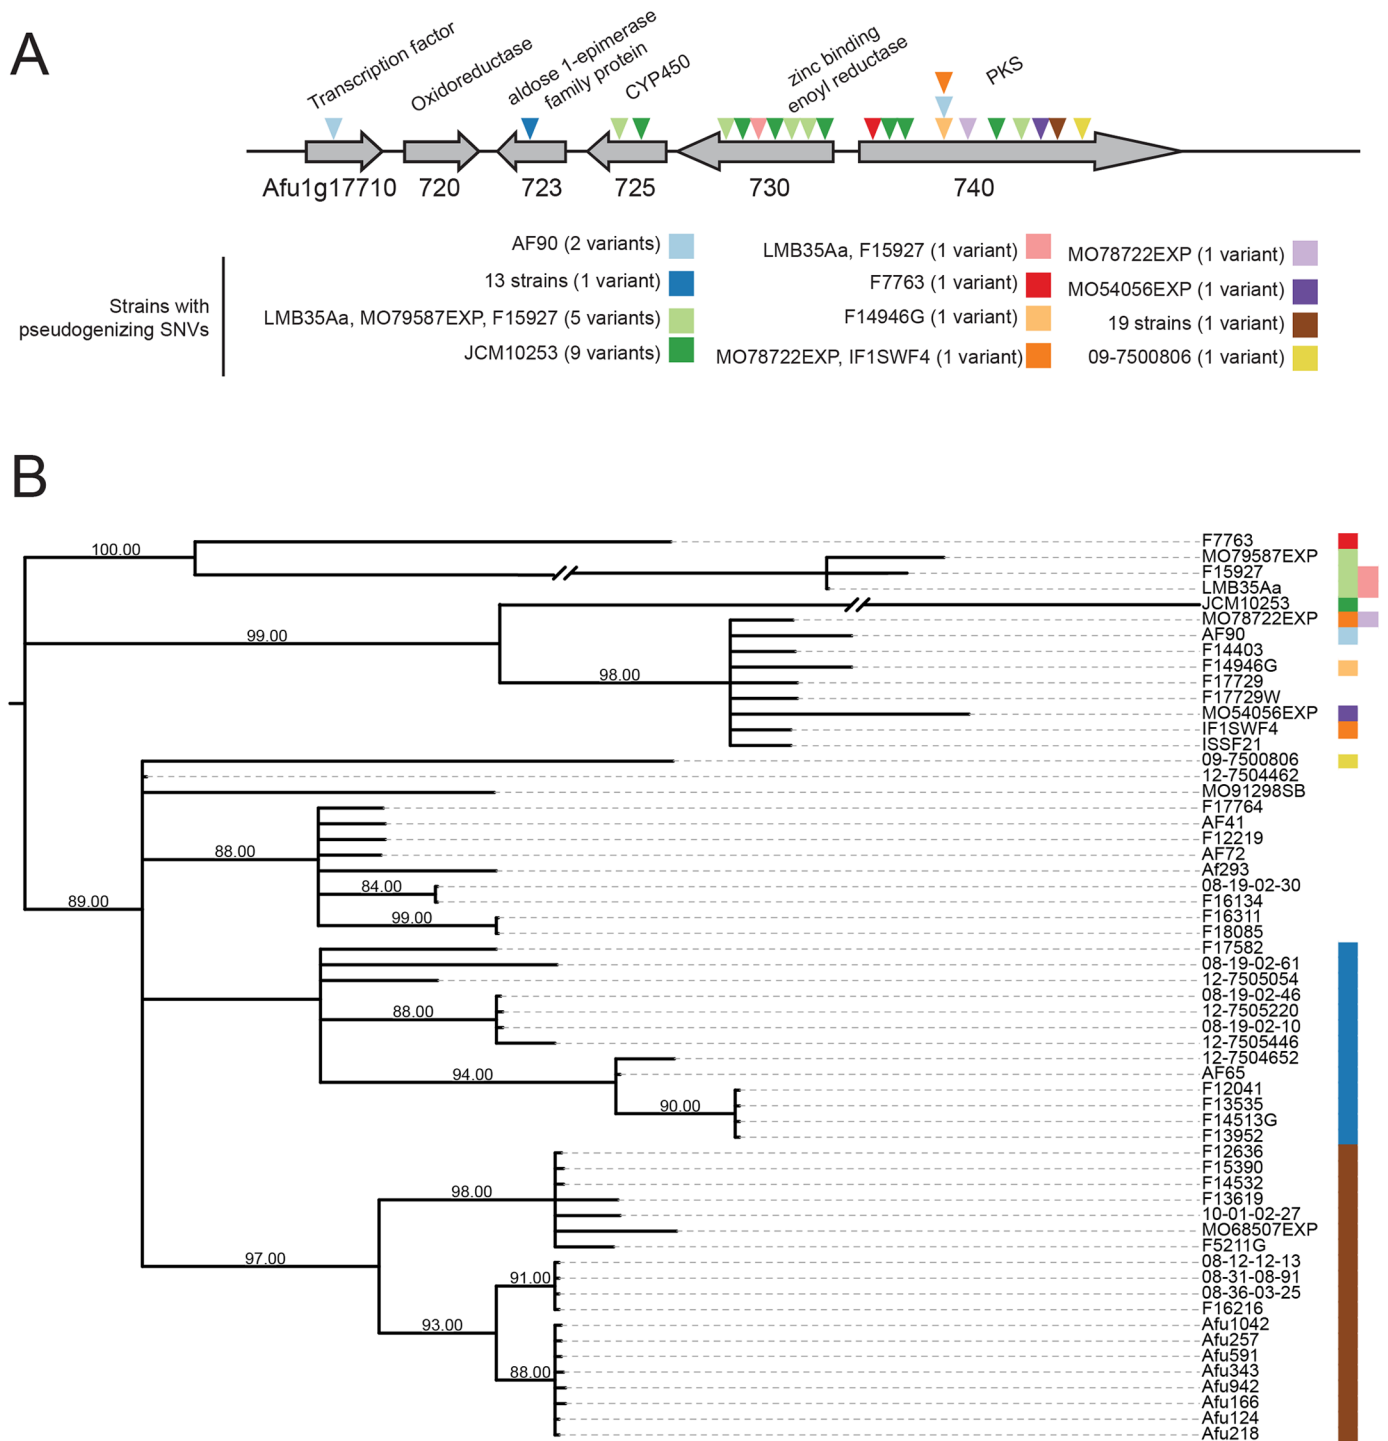 A
Transcription factor
Oxidoreductase
aldose 1-epimerase
family protein
CYP450
zinc binding
enoyl reductase
PKS
Afu1g17710
720
723
725
730
740
Strains with
pseudogenizing SNVs
AF90 (2 variants)
13 strains (1 variant)
LMB35Aa, MO79587EXP, F15927 (5 variants)
JCM10253 (9 variants)
LMB35Aa, F15927 (1 variant)
F7763 (1 variant)
F14946G (1 variant)
MO78722EXP, IF1SWF4 (1 variant)
MO78722EXP (1 variant)
MO54056EXP (1 variant)
19 strains (1 variant)
09-7500806 (1 variant)
B
100.00
99.00
98.00
89.00
88.00
84.00
99.00
88.00
94.00
90.00
98.00
97.00
91.00
93.00
88.00
F7763
MO79587EXP
F15927
LMB35Aa
JCM10253
MO78722EXP
AF90
F14403
F14946G
F17729
F17729W
MO54056EXP
IF1SWF4
ISSF21
09-7500806
12-7504462
MO91298SB
F17764
AF41
F12219
AF72
Af293
08-19-02-30
F16134
F16311
F18085
F17582
08-19-02-61
12-7505054
08-19-02-46
12-7505220
08-19-02-10
12-7505446
12-7504652
AF65
F12041
F13535
F14513G
F13952
F12636
F15390
F14532
F13619
10-01-02-27
MO68507EXP
F5211G
08-12-12-13
08-31-08-91
08-36-03-25
F16216
Afu1042
Afu257
Afu591
Afu343
Afu942
Afu166
Afu124
Afu218